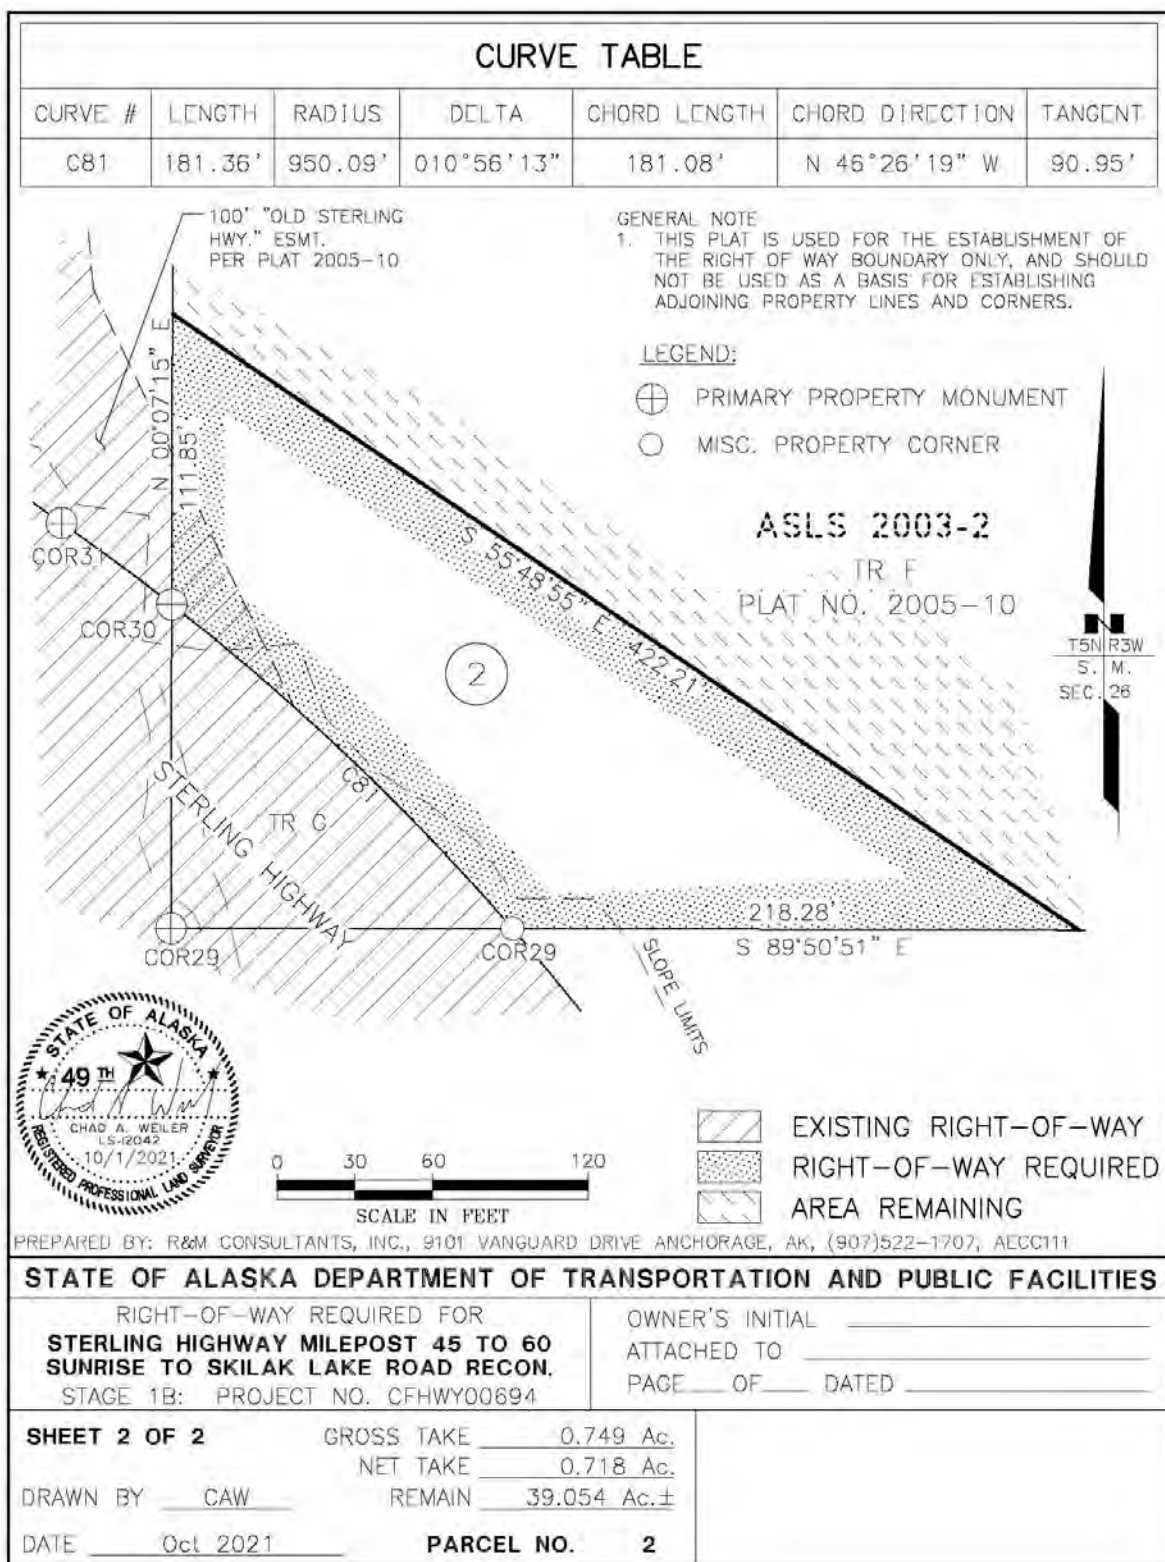 CURVE TABLE
CURVE # LENGTH RADIUS DELTA CHORD LENGTH CHORD DIRECTION TANGENT
C81 181.36' 950.09' 010°56'13" 181.08' N 46°26'19" W 90.95'
100' "OLD STERLING
HWY." ESMT.
PER PLAT 2005-10
GENERAL NOTE
1. THIS PLAT IS USED FOR THE ESTABLISHMENT OF
THE RIGHT OF WAY BOUNDARY ONLY, AND SHOULD
NOT BE USED AS A BASIS FOR ESTABLISHING
ADJOINING PROPERTY LINES AND CORNERS.
LEGEND:
PRIMARY PROPERTY MONUMENT
MISC. PROPERTY CORNER
N 00°07'15" E
111.85'
S 55°48'55" E 422.21'
ASLS 2003-2
TR F
PLAT NO. 2005-10
N
T5N R3W
S. M.
SEC. 26
COR31
COR30
2
C81
TR G
STERLING HIGHWAY
218.28'
S 89°50'51" E
COR29
COR29
SLOPE LIMITS
STATE OF ALASKA
49 TH
CHAD A. WEILER
LS-12042
10/1/2021
REGISTERED PROFESSIONAL LAND SURVEYOR
0 30 60 120
SCALE IN FEET
EXISTING RIGHT-OF-WAY
RIGHT-OF-WAY REQUIRED
AREA REMAINING
PREPARED BY: R&M CONSULTANTS, INC., 9101 VANGUARD DRIVE ANCHORAGE, AK, (907)522-1707, AECC111
STATE OF ALASKA DEPARTMENT OF TRANSPORTATION AND PUBLIC FACILITIES
RIGHT-OF-WAY REQUIRED FOR
STERLING HIGHWAY MILEPOST 45 TO 60
SUNRISE TO SKILAK LAKE ROAD RECON.
STAGE 1B: PROJECT NO. CFHWY00694
OWNER'S INITIAL
ATTACHED TO
PAGE OF DATED
SHEET 2 OF 2
GROSS TAKE 0.749 Ac.
NET TAKE 0.718 Ac.
DRAWN BY CAW
REMAIN 39.054 Ac.±
DATE Oct 2021
PARCEL NO. 2